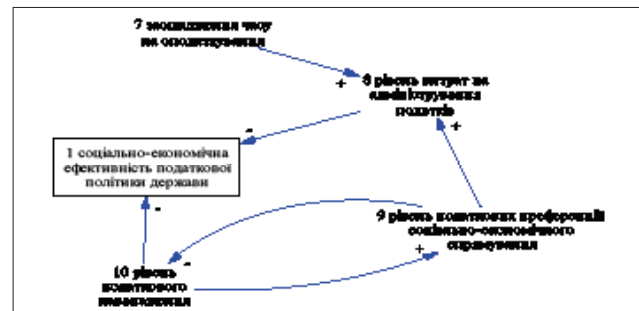 7 заощадження часу
на оподаткування
+
8 рівень витрат на
адміністрування
податків
+
-
1 соціально-економічна
ефективність податкової
політики держави
-
9 рівень податкових преференцій
соціально-економічного
спрямування
+
-
10 рівень
податкового
навантаження